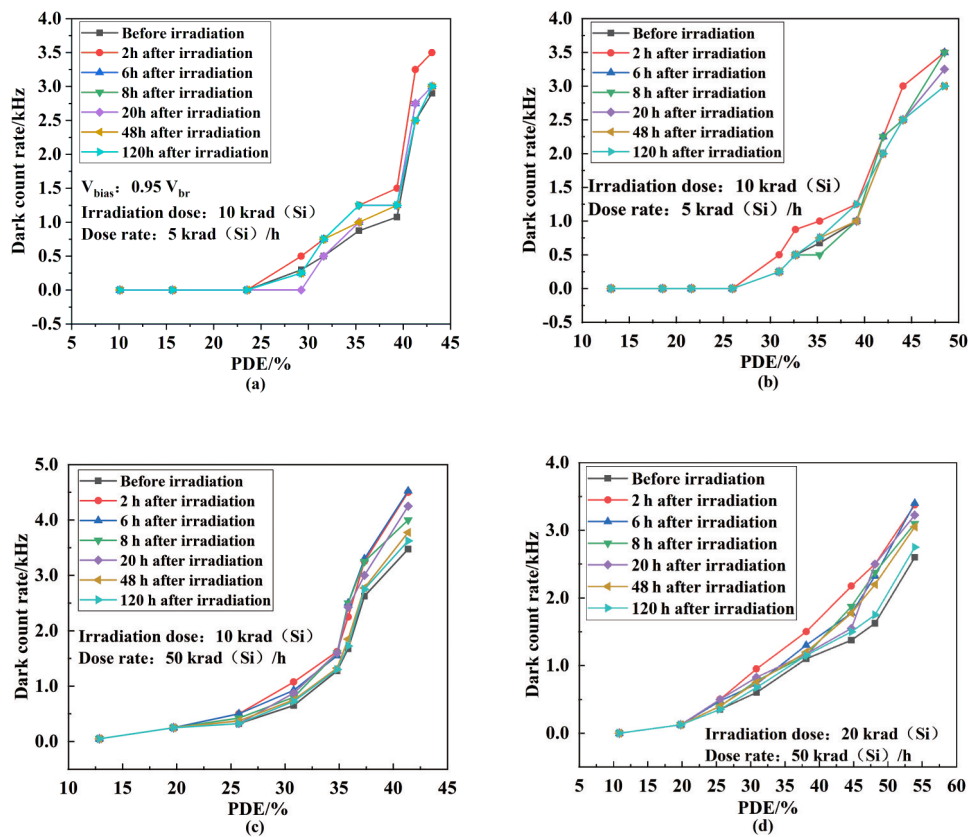 4.0
3.5
3.0
2.5
2.0
1.5
1.0
0.5
0.0
-0.5
Dark count rate/kHz
Before irradiation
2h after irradiation
6h after irradiation
8h after irradiation
20h after irradiation
48h after irradiation
120h after irradiation
V_bias：0.95 V_br
Irradiation dose：10 krad（Si）
Dose rate：5 krad（Si）/h
5 10 15 20 25 30 35 40 45
PDE/%
(a)
4.0
3.5
3.0
2.5
2.0
1.5
1.0
0.5
0.0
-0.5
Dark count rate/kHz
Before irradiation
2 h after irradiation
6 h after irradiation
8 h after irradiation
20 h after irradiation
48 h after irradiation
120 h after irradiation
Irradiation dose：10 krad（Si）
Dose rate：5 krad（Si）/h
10 15 20 25 30 35 40 45 50
PDE/%
(b)
5.0
4.0
3.0
2.0
1.0
0.0
Dark count rate/kHz
Before irradiation
2 h after irradiation
6 h after irradiation
8 h after irradiation
20 h after irradiation
48 h after irradiation
120 h after irradiation
Irradiation dose：10 krad（Si）
Dose rate：50 krad（Si）/h
10 15 20 25 30 35 40 45
PDE/%
(c)
4.0
3.0
2.0
1.0
0.0
Dark count rate/kHz
Before irradiation
2 h after irradiation
6 h after irradiation
8 h after irradiation
20 h after irradiation
48 h after irradiation
120 h after irradiation
Irradiation dose：20 krad（Si）
Dose rate：50 krad（Si）/h
5 10 15 20 25 30 35 40 45 50 55 60
PDE/%
(d)